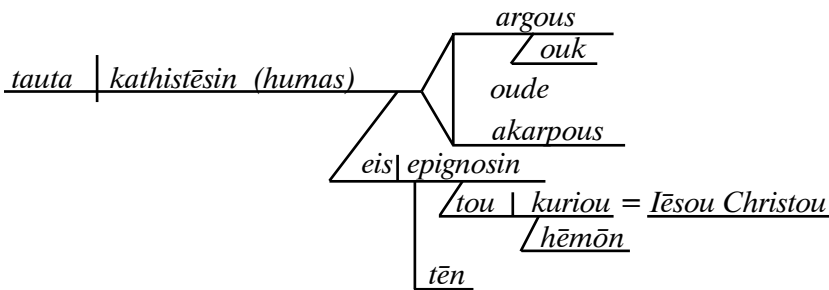 argous
ouk
tauta kathistēsin (humas)
oude
akarpous
eis epignosin
tou kuriou = Iēsou Christou
hēmōn
tēn